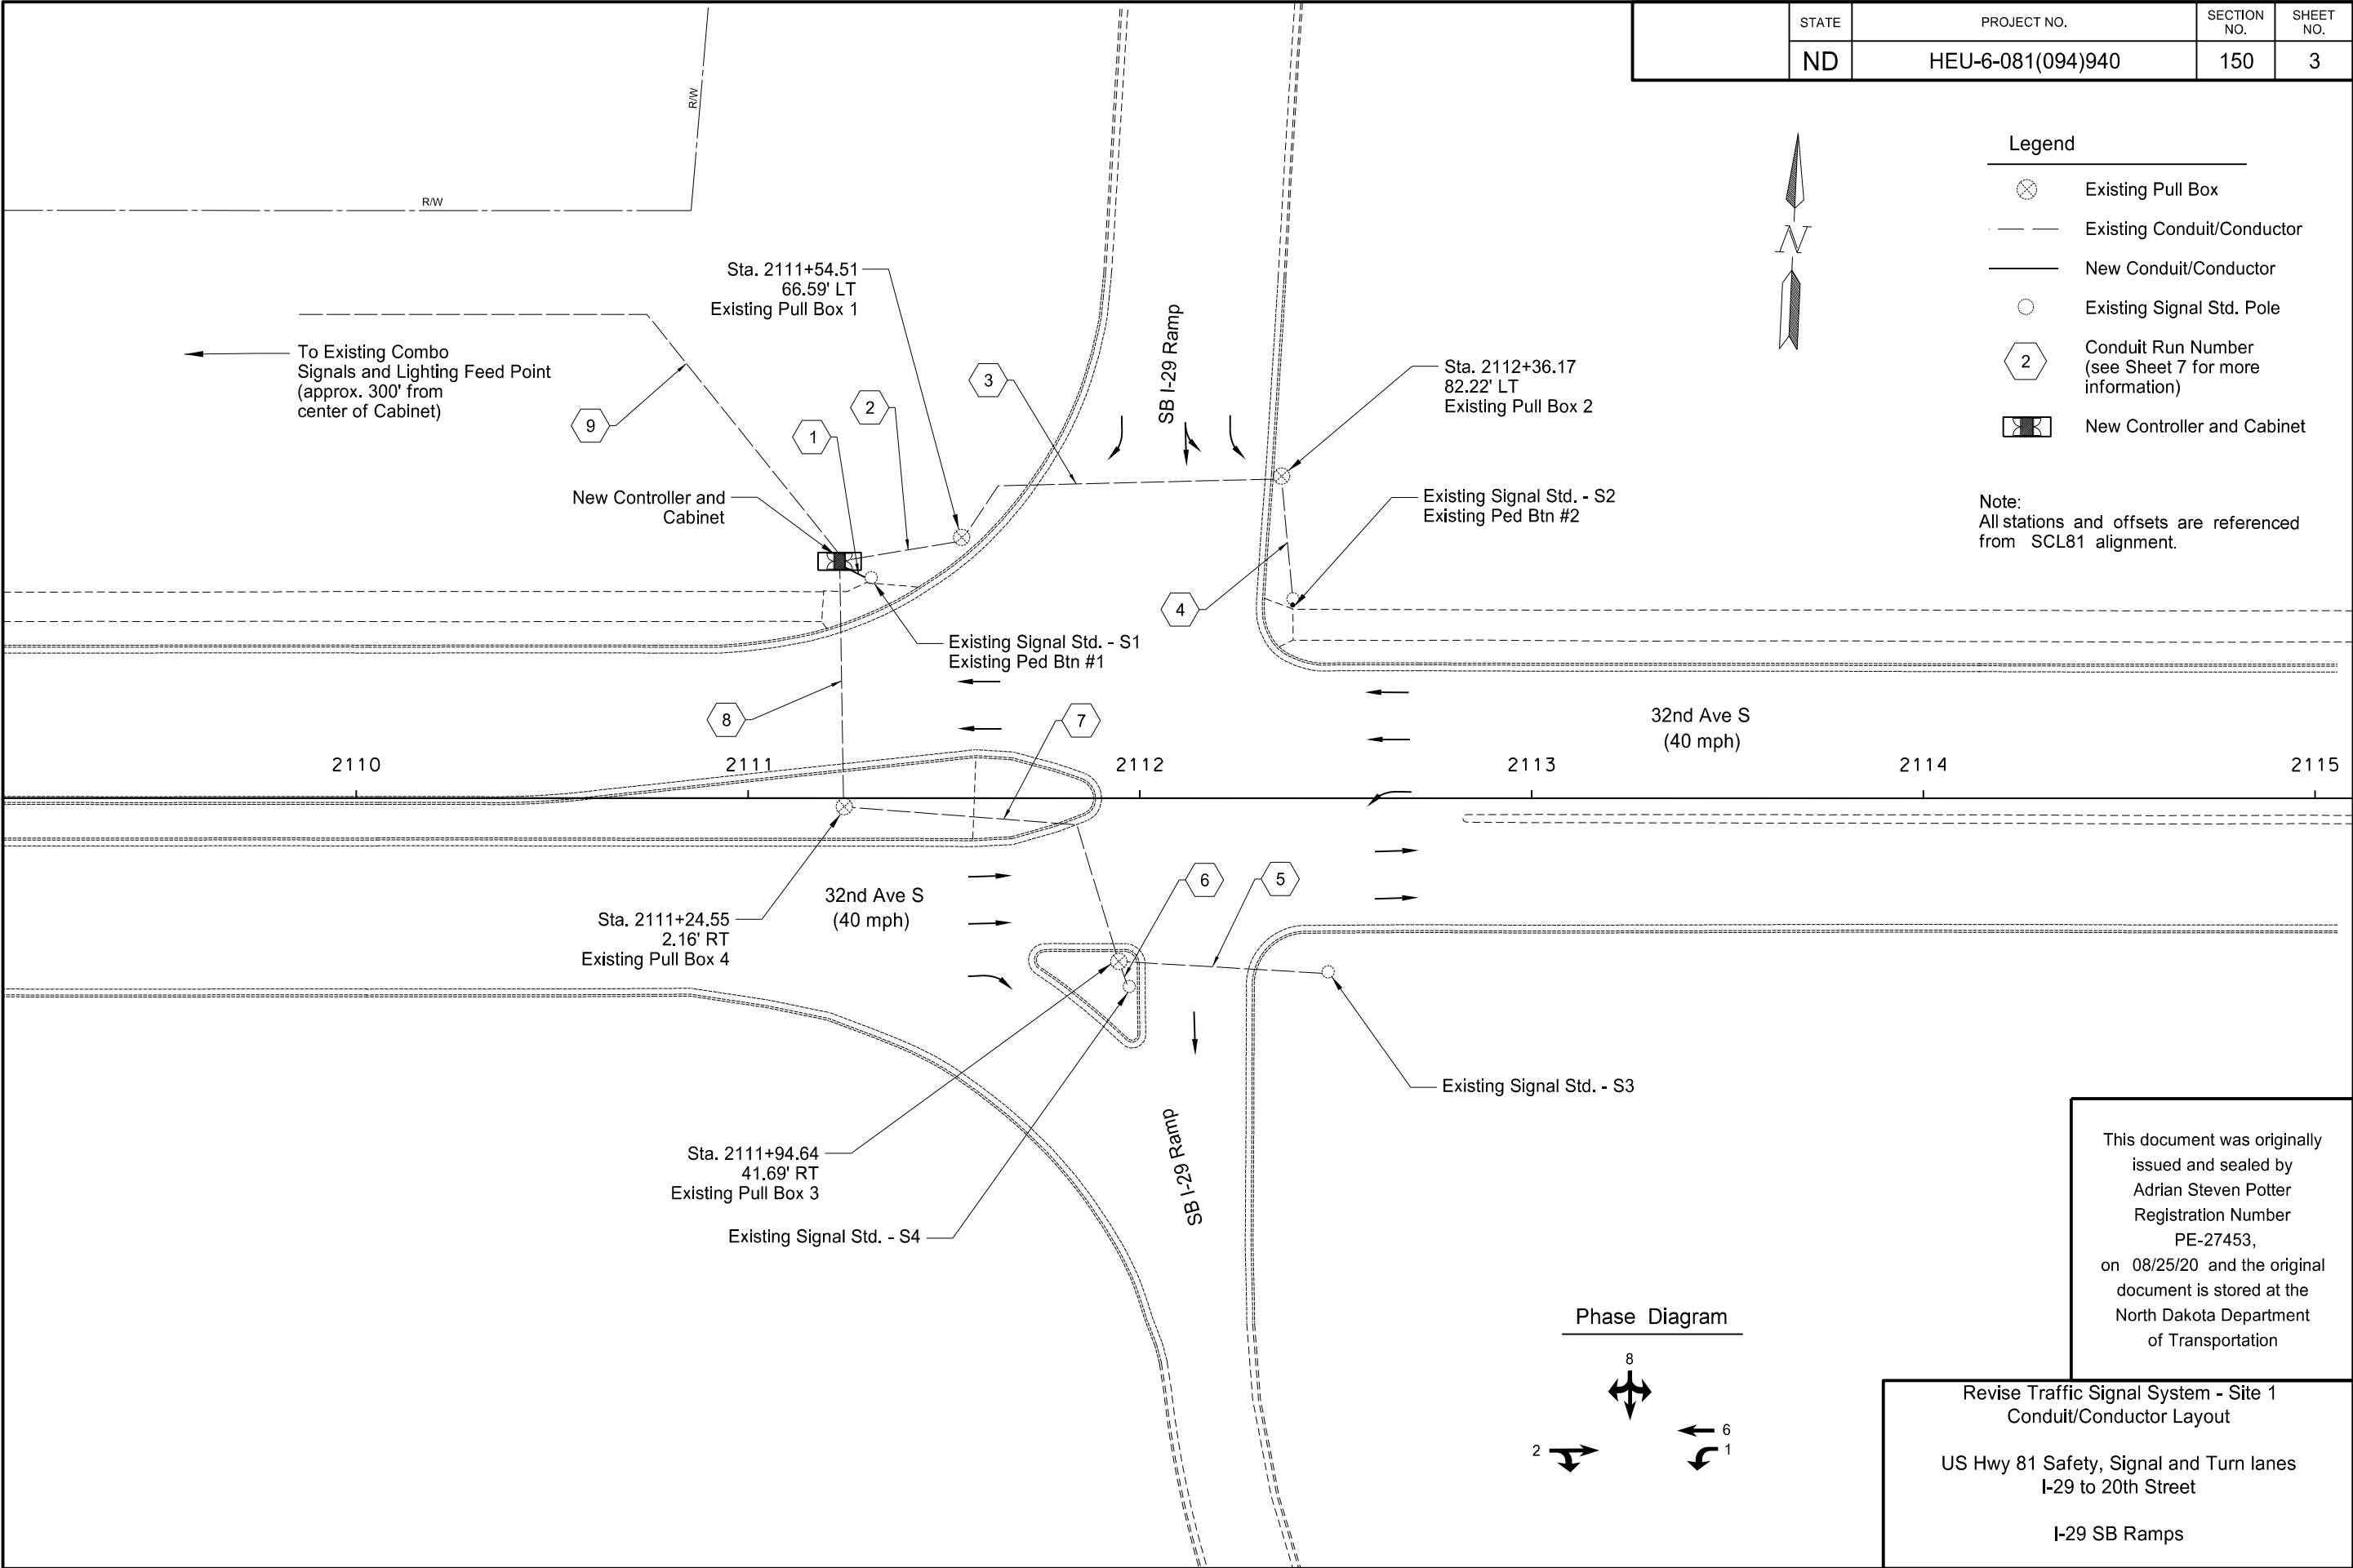 STATE
PROJECT NO.
SECTION
NO.
SHEET
NO.
ND
HEU-6-081(094)940
150
3
R/W
R/W
Legend
Existing Pull Box
Existing Conduit/Conductor
New Conduit/Conductor
Existing Signal Std. Pole
2
Conduit Run Number
(see Sheet 7 for more
information)
New Controller and Cabinet
N
Note:
All stations and offsets are referenced
from SCL81 alignment.
Sta. 2111+54.51
66.59' LT
Existing Pull Box 1
To Existing Combo
Signals and Lighting Feed Point
(approx. 300' from
center of Cabinet)
9
1
2
3
SB I-29 Ramp
Sta. 2112+36.17
82.22' LT
Existing Pull Box 2
New Controller and
Cabinet
Existing Signal Std. - S2
Existing Ped Btn #2
4
Existing Signal Std. - S1
Existing Ped Btn #1
8
7
32nd Ave S
(40 mph)
2110
2111
2112
2113
2114
2115
6
5
32nd Ave S
(40 mph)
Sta. 2111+24.55
2.16' RT
Existing Pull Box 4
Existing Signal Std. - S3
SB I-29 Ramp
Sta. 2111+94.64
41.69' RT
Existing Pull Box 3
Existing Signal Std. - S4
Phase Diagram
8
6
2
1
This document was originally
issued and sealed by
Adrian Steven Potter
Registration Number
PE-27453,
on 08/25/20 and the original
document is stored at the
North Dakota Department
of Transportation
Revise Traffic Signal System - Site 1
Conduit/Conductor Layout
US Hwy 81 Safety, Signal and Turn lanes
I-29 to 20th Street
I-29 SB Ramps